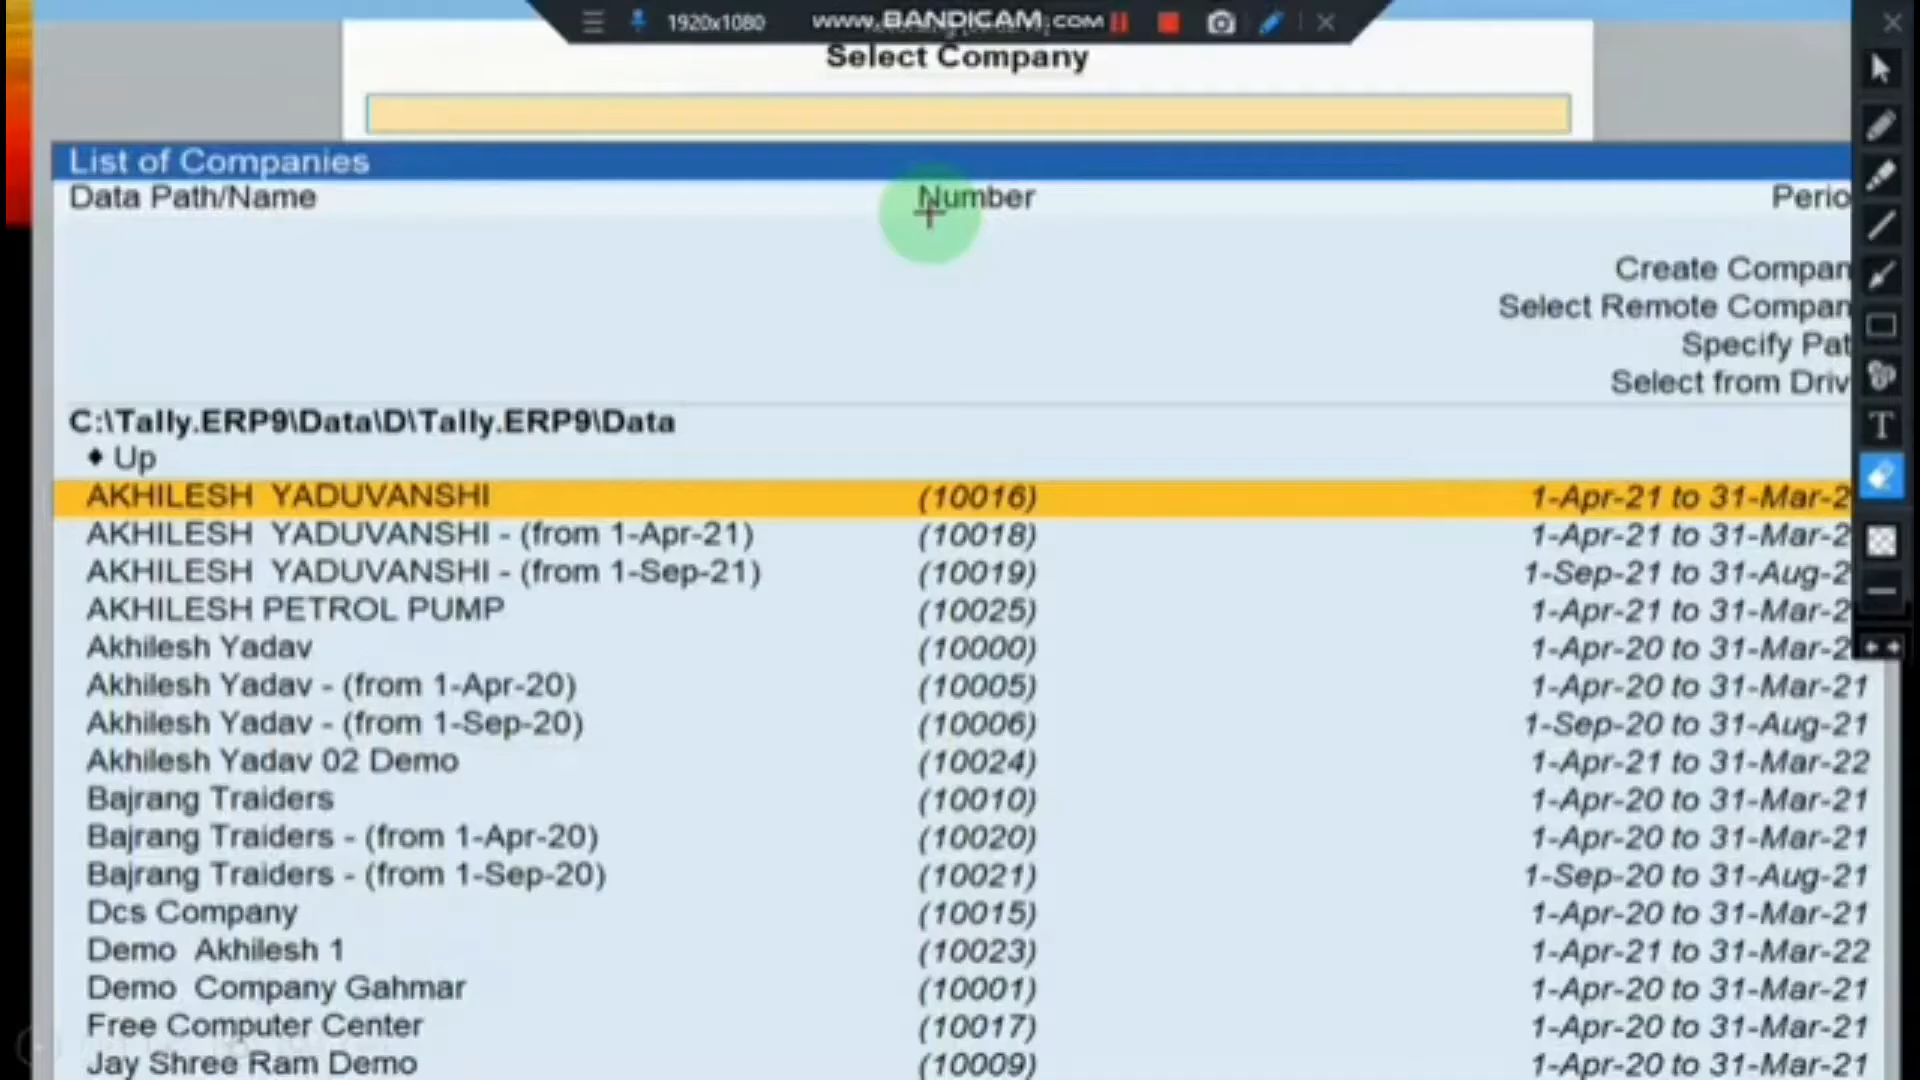 1920x1080 www.BANDICAM.COM
Select Company
List of Companies
Data Path/Name Number Perio
Create Compan
Select Remote Compan
Specify Pat
Select from Driv
C:\Tally.ERP9\Data\D\Tally.ERP9\Data
♦ Up
AKHILESH YADUVANSHI (10016) 1-Apr-21 to 31-Mar-2
AKHILESH YADUVANSHI - (from 1-Apr-21) (10018) 1-Apr-21 to 31-Mar-2
AKHILESH YADUVANSHI - (from 1-Sep-21) (10019) 1-Sep-21 to 31-Aug-2
AKHILESH PETROL PUMP (10025) 1-Apr-21 to 31-Mar-2
Akhilesh Yadav (10000) 1-Apr-20 to 31-Mar-2
Akhilesh Yadav - (from 1-Apr-20) (10005) 1-Apr-20 to 31-Mar-21
Akhilesh Yadav - (from 1-Sep-20) (10006) 1-Sep-20 to 31-Aug-21
Akhilesh Yadav 02 Demo (10024) 1-Apr-21 to 31-Mar-22
Bajrang Traiders (10010) 1-Apr-20 to 31-Mar-21
Bajrang Traiders - (from 1-Apr-20) (10020) 1-Apr-20 to 31-Mar-21
Bajrang Traiders - (from 1-Sep-20) (10021) 1-Sep-20 to 31-Aug-21
Dcs Company (10015) 1-Apr-20 to 31-Mar-21
Demo Akhilesh 1 (10023) 1-Apr-21 to 31-Mar-22
Demo Company Gahmar (10001) 1-Apr-20 to 31-Mar-21
Free Computer Center (10017) 1-Apr-20 to 31-Mar-21
Jay Shree Ram Demo (10009) 1-Apr-20 to 31-Mar-21
T